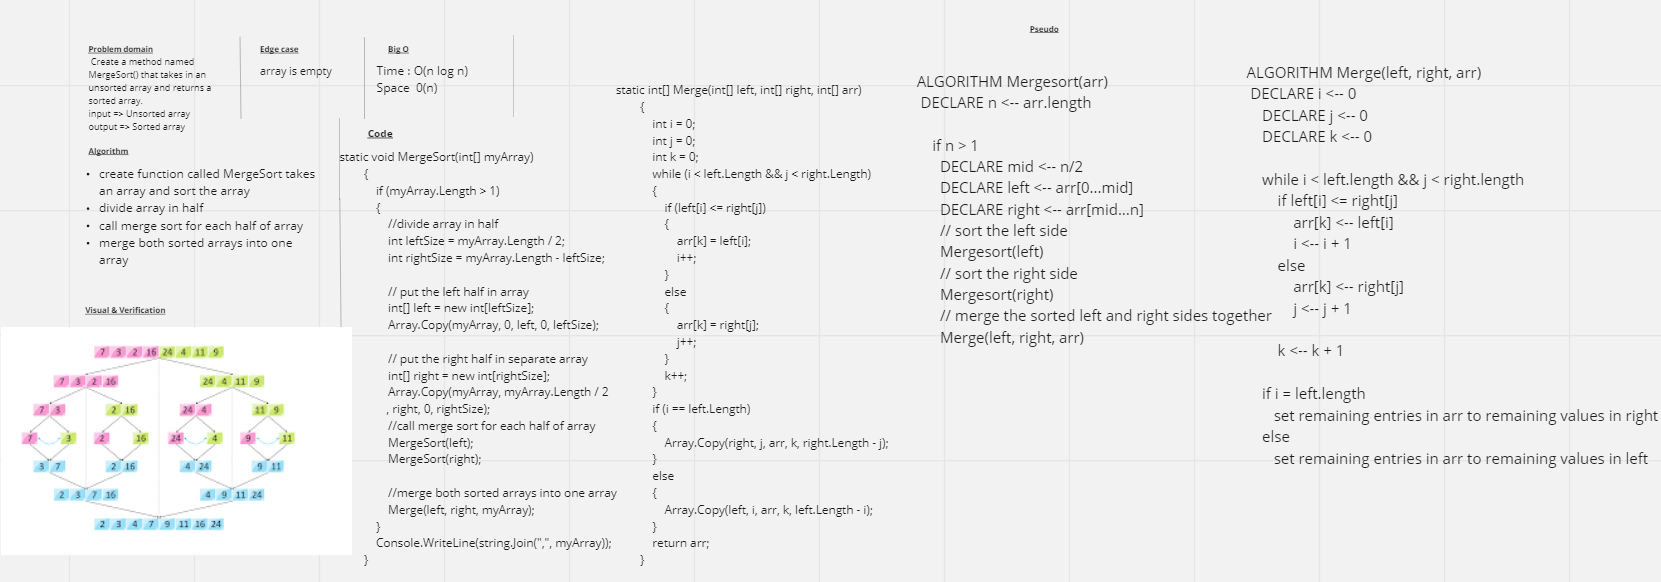 Problem domain
Create a method named
MergeSort() that takes in an
unsorted array and returns a
sorted array.
input => Unsorted array
output => Sorted array
Edge case
array is empty
Big O
Time : O(n log n)
Space  0(n)
Algorithm
• create function called MergeSort takes
an array and sort the array
• divide array in half
• call merge sort for each half of array
• merge both sorted arrays into one
array
Visual & Verification
7 3 2 16 24 4 11 9
7 3 2 16 24 4 11 9
7 3 2 16 24 4 11 9
7 3 2 16 24 4 9 11
3 7 2 16 4 24 9 11
2 3 7 16 4 9 11 24
2 3 4 7 9 11 16 24
Code
static void MergeSort(int[] myArray)
{
if (myArray.Length > 1)
{
//divide array in half
int leftSize = myArray.Length / 2;
int rightSize = myArray.Length - leftSize;
// put the left half in array
int[] left = new int[leftSize];
Array.Copy(myArray, 0, left, 0, leftSize);
// put the right half in separate array
int[] right = new int[rightSize];
Array.Copy(myArray, myArray.Length / 2
, right, 0, rightSize);
//call merge sort for each half of array
MergeSort(left);
MergeSort(right);
//merge both sorted arrays into one array
Merge(left, right, myArray);
}
Console.WriteLine(string.Join(",", myArray));
}
static int[] Merge(int[] left, int[] right, int[] arr)
{
int i = 0;
int j = 0;
int k = 0;
while (i < left.Length && j < right.Length)
{
if (left[i] <= right[j])
{
arr[k] = left[i];
i++;
}
else
{
arr[k] = right[j];
j++;
}
k++;
}
if (i == left.Length)
{
Array.Copy(right, j, arr, k, right.Length - j);
}
else
{
Array.Copy(left, i, arr, k, left.Length - i);
}
return arr;
}
Pseudo
ALGORITHM Mergesort(arr)
DECLARE n <-- arr.length
if n > 1
DECLARE mid <-- n/2
DECLARE left <-- arr[0...mid]
DECLARE right <-- arr[mid...n]
// sort the left side
Mergesort(left)
// sort the right side
Mergesort(right)
// merge the sorted left and right sides together
Merge(left, right, arr)
ALGORITHM Merge(left, right, arr)
DECLARE i <-- 0
DECLARE j <-- 0
DECLARE k <-- 0
while i < left.length && j < right.length
if left[i] <= right[j]
arr[k] <-- left[i]
i <-- i + 1
else
arr[k] <-- right[j]
j <-- j + 1
k <-- k + 1
if i = left.length
set remaining entries in arr to remaining values in right
else
set remaining entries in arr to remaining values in left